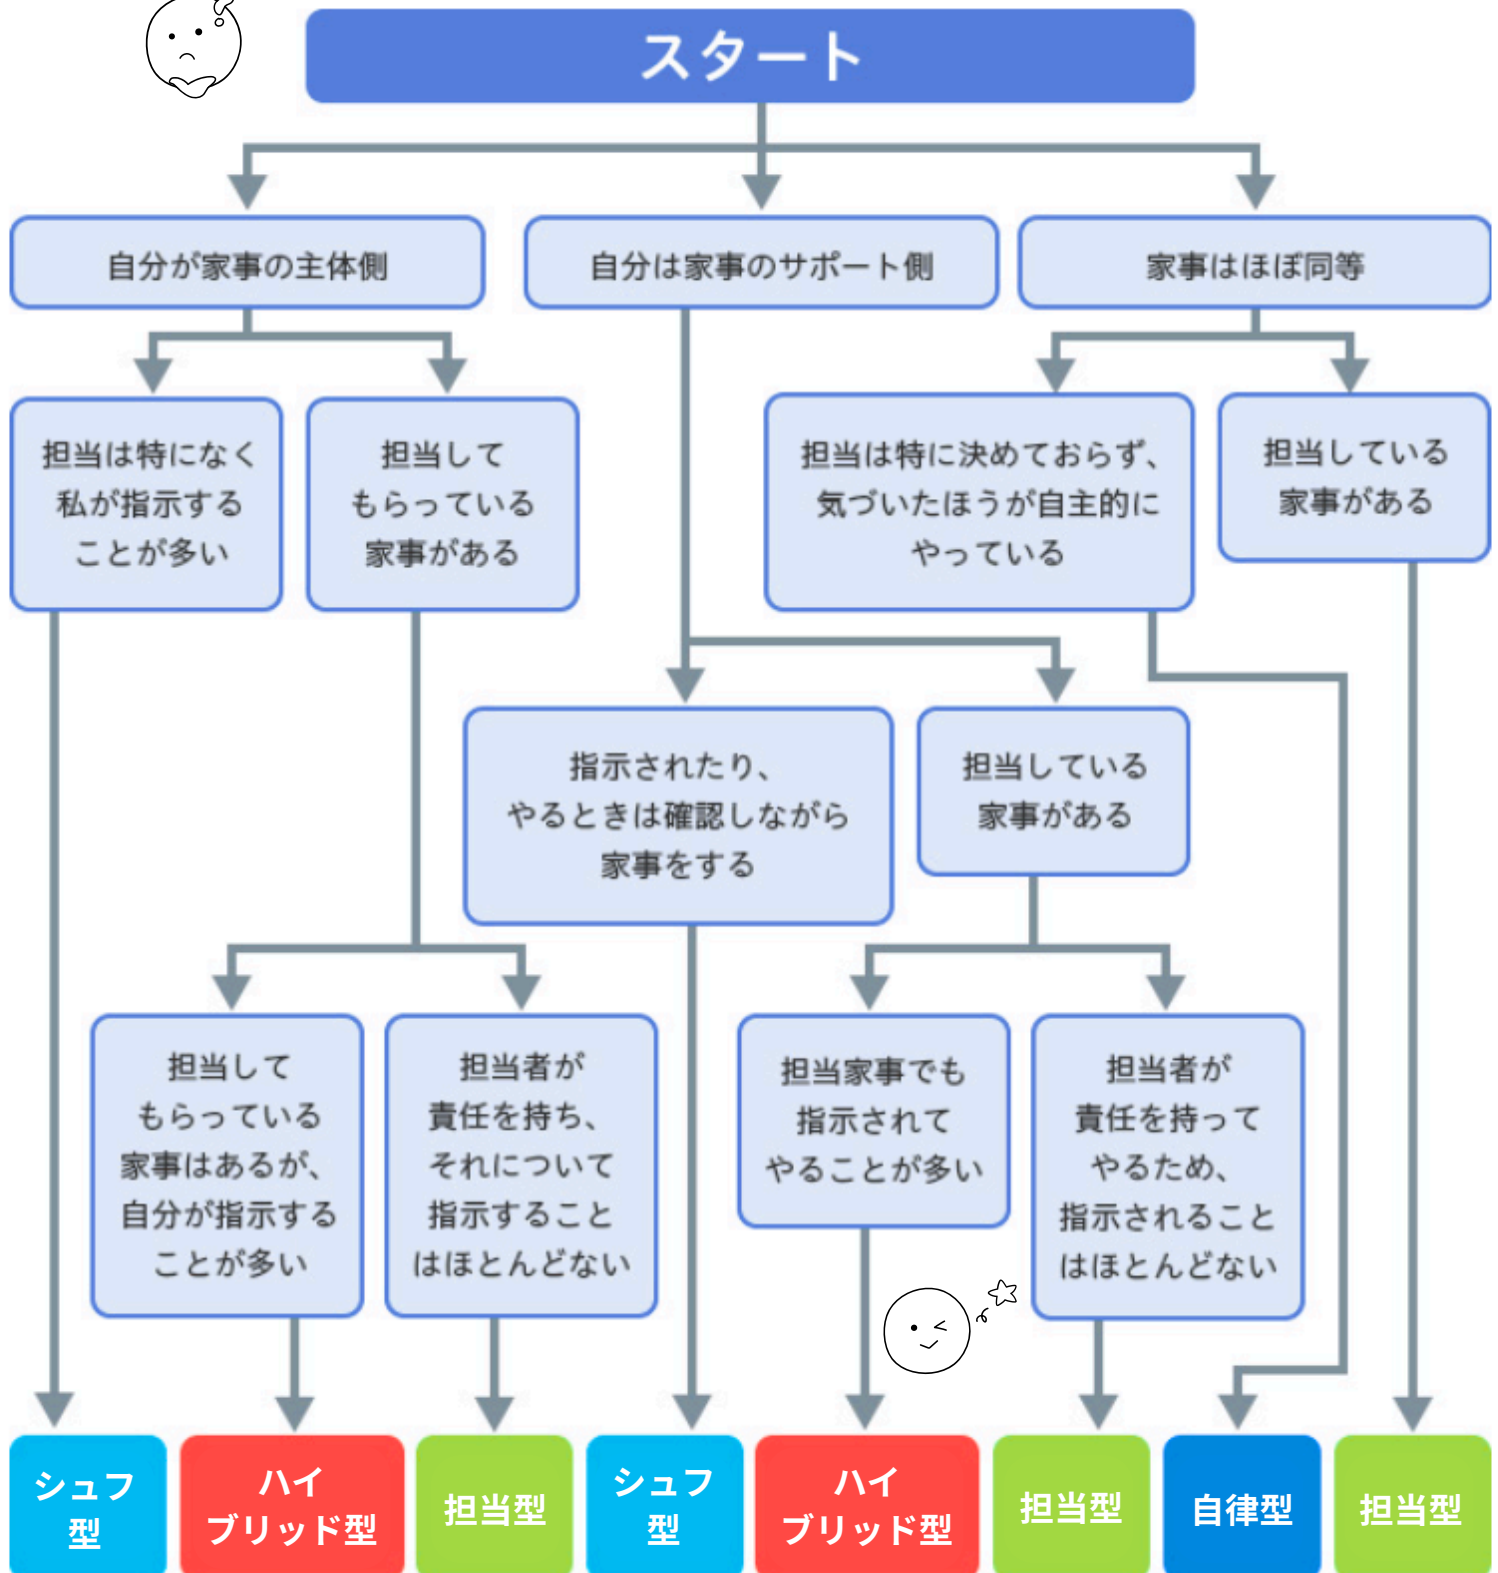 スタート
自分が家事の主体側
自分は家事のサポート側
家事はほぼ同等
担当は特になく
私が指示する
ことが多い
担当して
もらっている
家事がある
担当は特に決めておらず、
気づいたほうが自主的に
やっている
担当している
家事がある
指示されたり、
やるときは確認しながら
家事をする
担当している
家事がある
担当して
もらっている
家事はあるが、
自分が指示する
ことが多い
担当者が
責任を持ち、
それについて
指示すること
はほとんどない
担当家事でも
指示されて
やることが多い
担当者が
責任を持って
やるため、
指示されること
はほとんどない
シュフ
型
ハイ
ブリッド型
担当型
シュフ
型
ハイ
ブリッド型
担当型
自律型
担当型